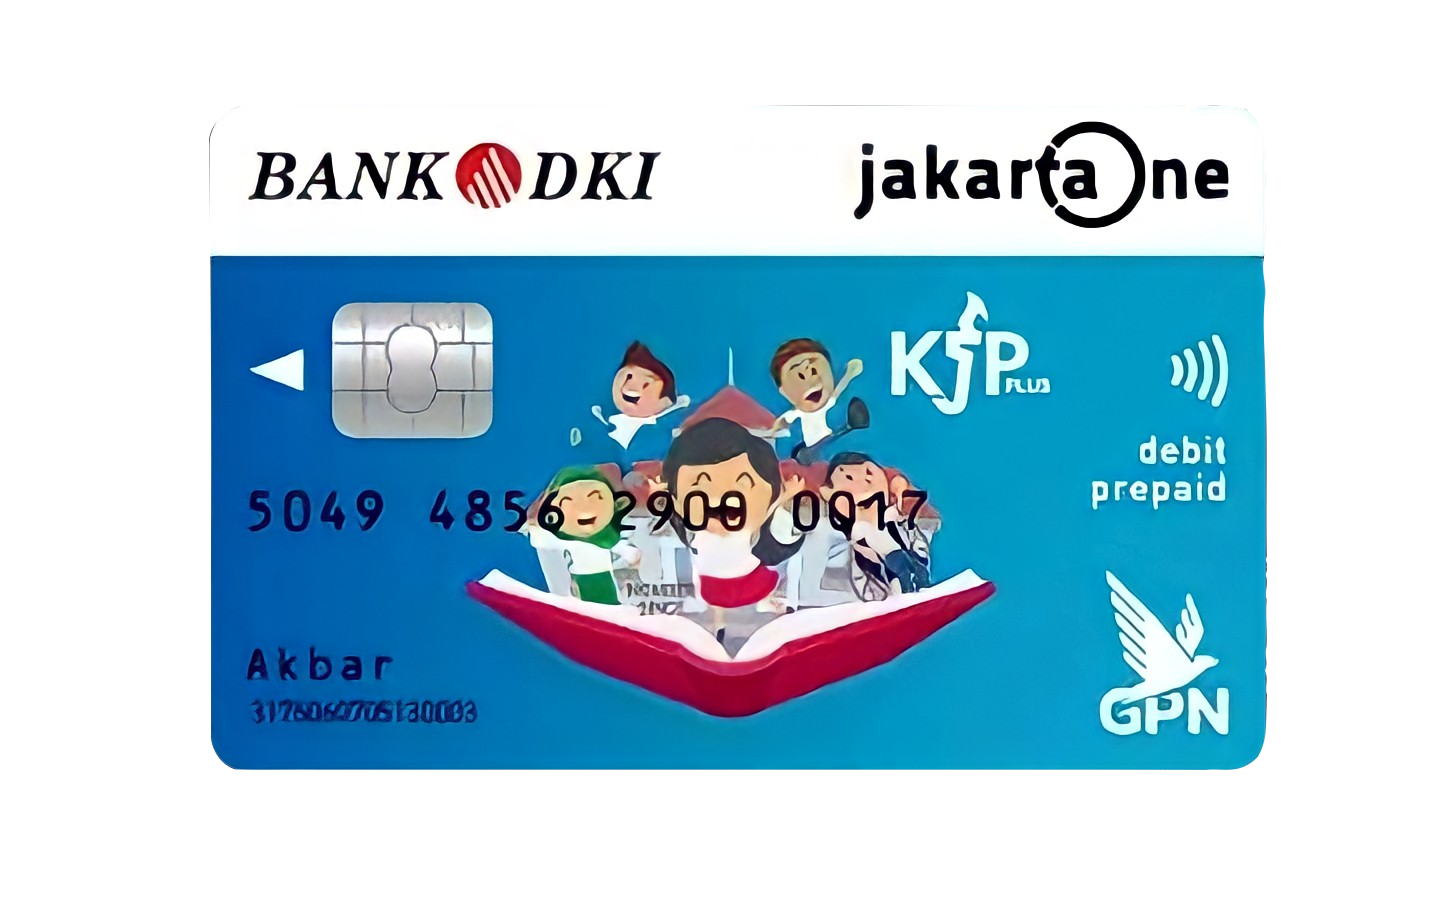 BANK DKI
jakartaOne
KJP PLUS
debit
prepaid
5049 4856 2900 0017
Akbar
GPN